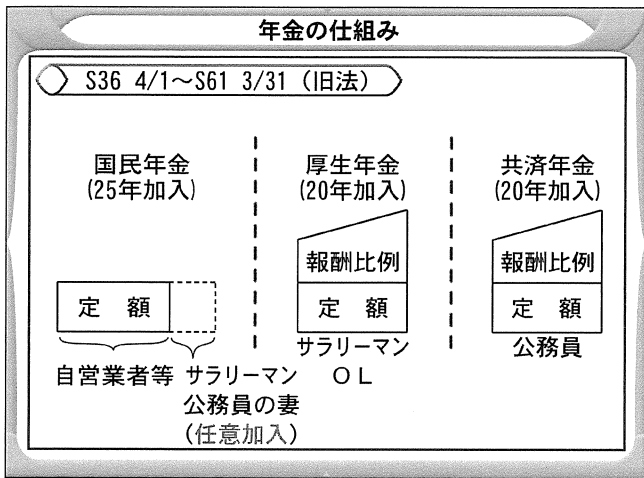 年金の仕組み
S36 4/1～S61 3/31（旧法）
国民年金
(25年加入)
厚生年金
(20年加入)
共済年金
(20年加入)
定　額
報酬比例
定　額
報酬比例
定　額
自営業者等
サラリーマン
公務員の妻
(任意加入)
サラリーマン
ＯＬ
公務員